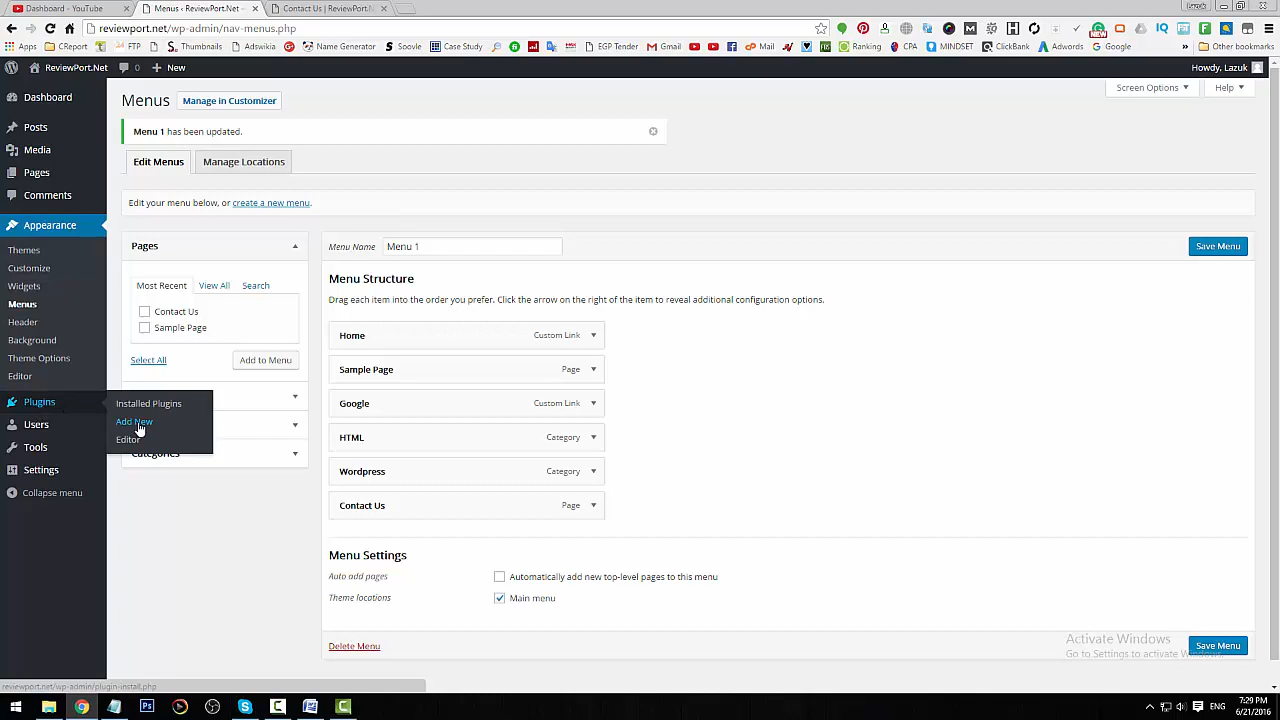 Dashboard - YouTube
Menus ‹ ReviewPort.Net —
Contact Us | ReviewPort.N
Lazuk
reviewport.net/wp-admin/nav-menus.php
Apps
CReport
FTP
Thumbnails
Adswikia
Name Generator
Case Study
EGP Tender
Gmail
Mail
Ranking
CPA
MINDSET
ClickBank
Adwords
Google
»
Other bookmarks
ReviewPort.Net
0
New
Howdy, Lazuk
Dashboard
Posts
Media
Pages
Comments
Appearance
Themes
Customize
Widgets
Menus
Header
Background
Theme Options
Editor
Plugins
Users
Tools
Settings
Collapse menu
Installed Plugins
Add New
Editor
Menus
Manage in Customizer
Screen Options
Help
Menu 1 has been updated.
Edit Menus
Manage Locations
Edit your menu below, or create a new menu.
Pages
Most Recent
View All
Search
Contact Us
Sample Page
Select All
Add to Menu
Categories
Menu Name
Menu 1
Save Menu
Menu Structure
Drag each item into the order you prefer. Click the arrow on the right of the item to reveal additional configuration options.
Home
Custom Link
Sample Page
Page
Google
Custom Link
HTML
Category
Wordpress
Category
Contact Us
Page
Menu Settings
Auto add pages
Automatically add new top-level pages to this menu
Theme locations
Main menu
Delete Menu
Save Menu
Activate Windows
Go to Settings to activate Windows.
reviewport.net/wp-admin/plugin-install.php
ENG
7:29 PM
6/21/2016